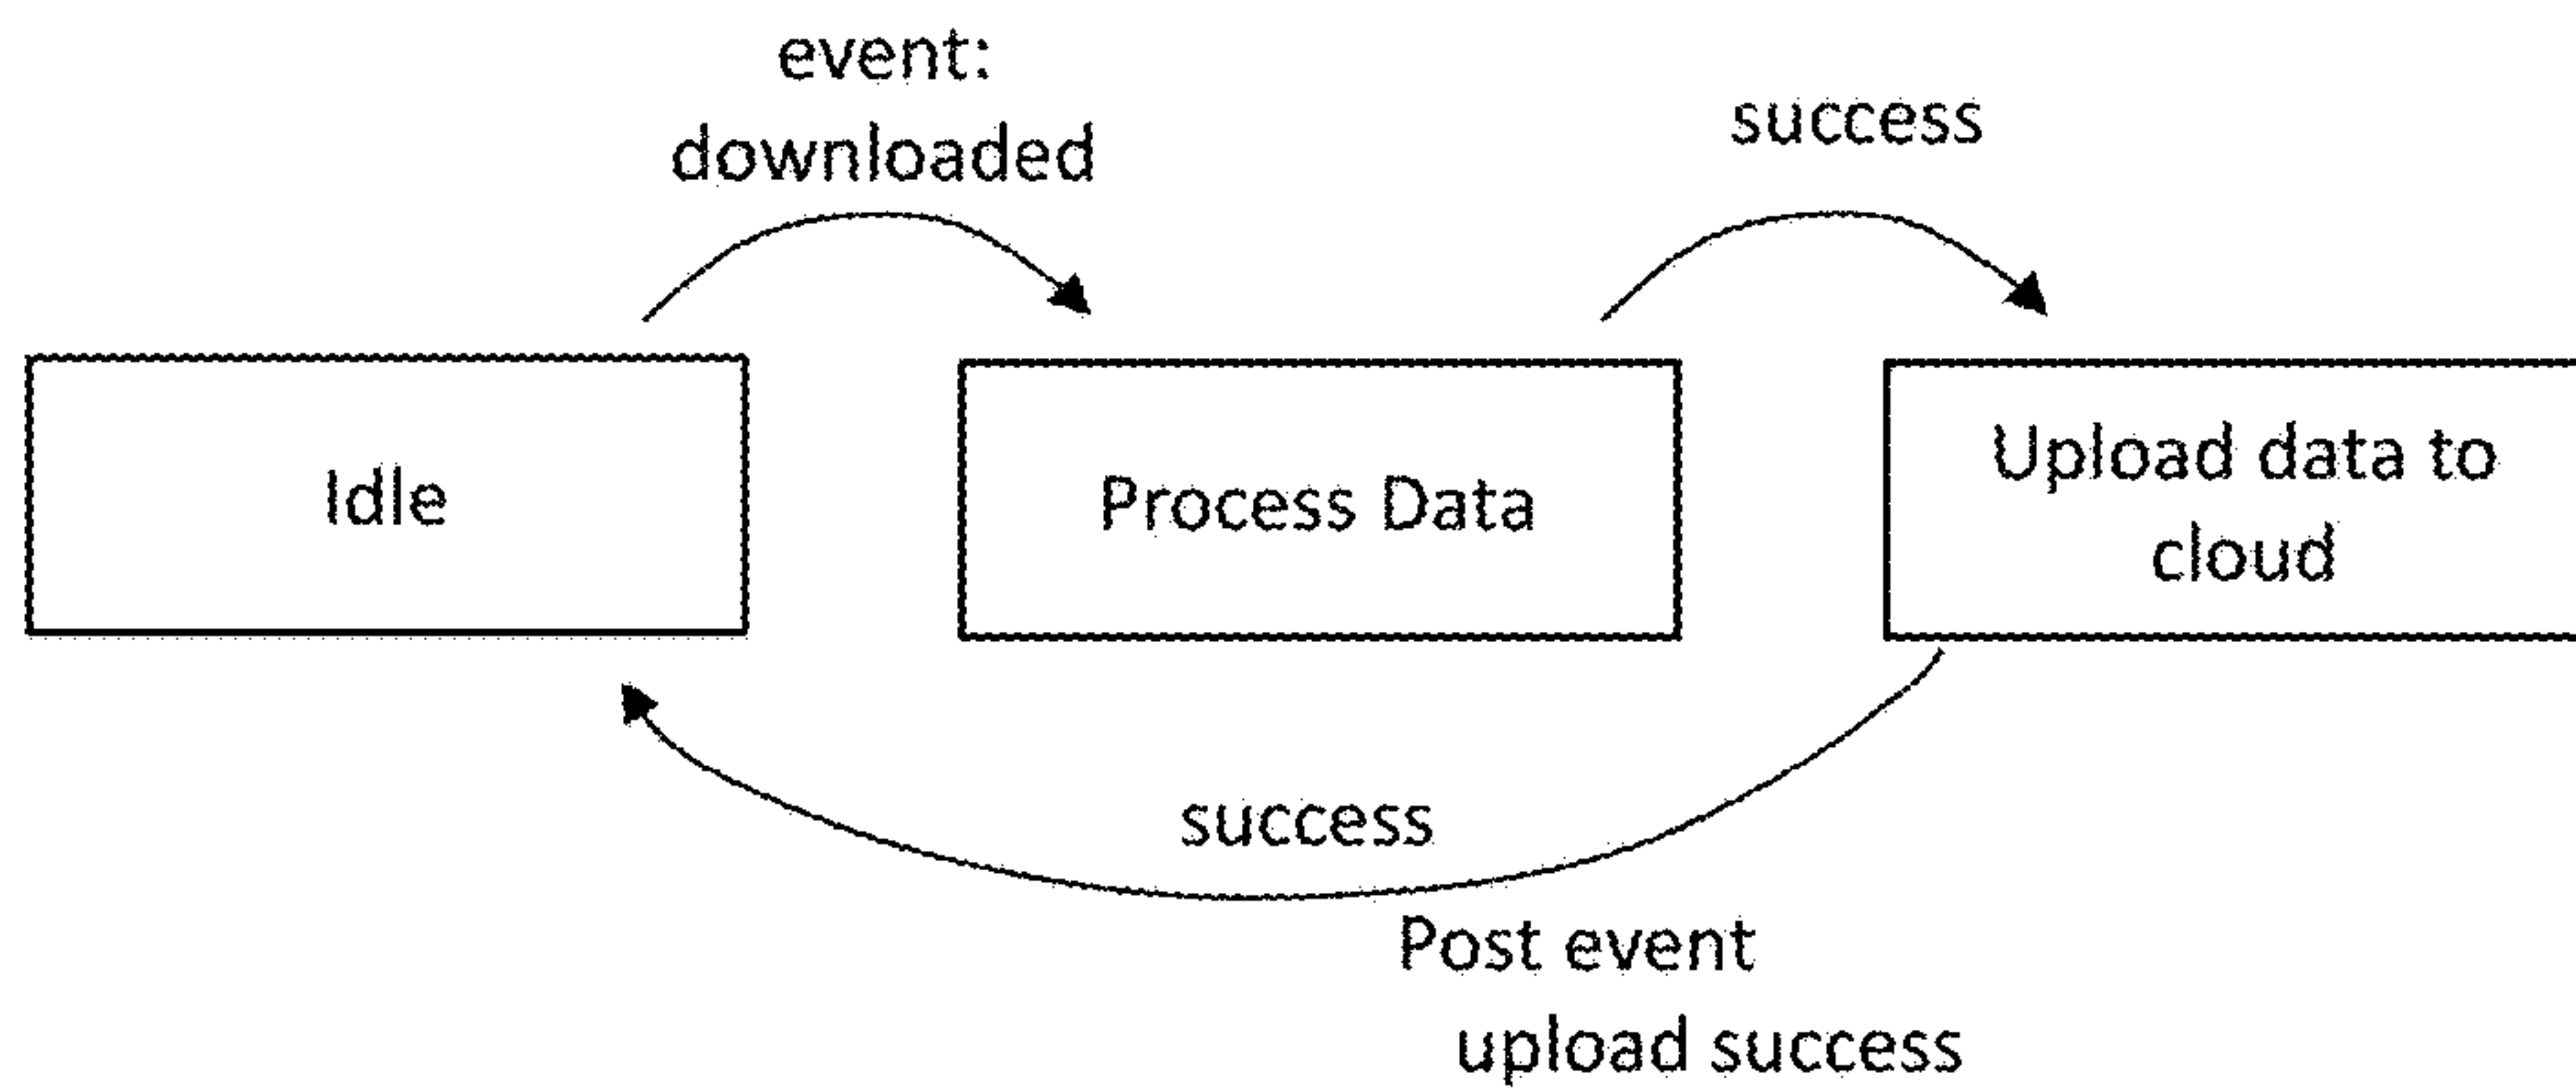 event:
downloaded
success
Idle
Process Data
Upload data to
cloud
success
Post event
upload success